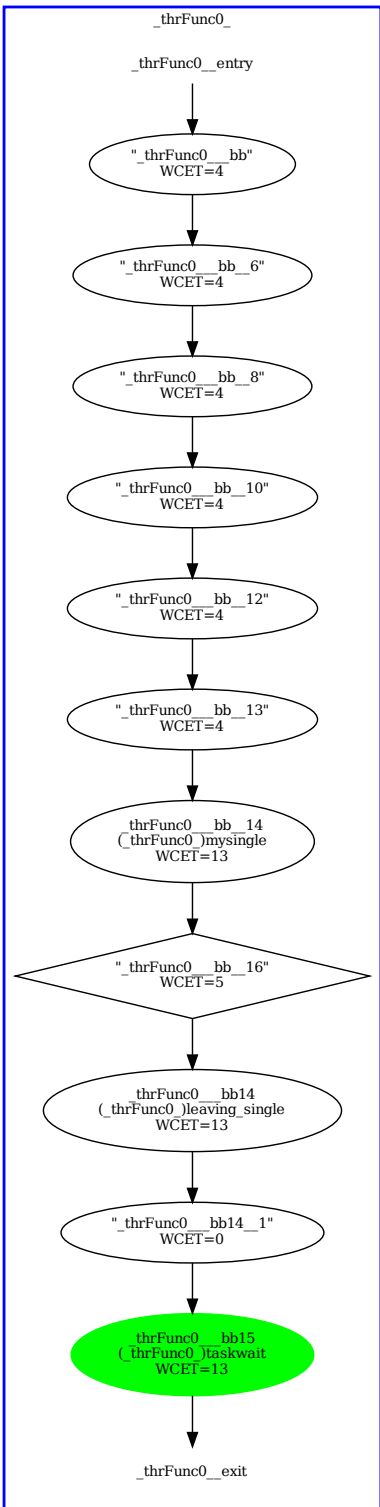 _thrFunc0_
_thrFunc0__entry
"_thrFunc0___bb"
WCET=4
"_thrFunc0___bb__6"
WCET=4
"_thrFunc0___bb__8"
WCET=4
"_thrFunc0___bb__10"
WCET=4
"_thrFunc0___bb__12"
WCET=4
"_thrFunc0___bb__13"
WCET=4
_thrFunc0___bb__14
(_thrFunc0_)mysingle
WCET=13
"_thrFunc0___bb__16"
WCET=5
_thrFunc0___bb14
(_thrFunc0_)leaving_single
WCET=13
"_thrFunc0___bb14__1"
WCET=0
_thrFunc0___bb15
(_thrFunc0_)taskwait
WCET=13
_thrFunc0__exit